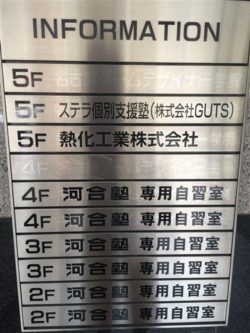 INFORMATION
5F
5F ステラ個別支援塾(株式会社GUTS)
5F 熱化工業株式会社
4F
4F 河合塾 専用自習室
4F 河合塾 専用自習室
3F 河合塾 専用自習室
3F 河合塾 専用自習室
2F 河合塾 専用自習室
2F 河合塾 専用自習室